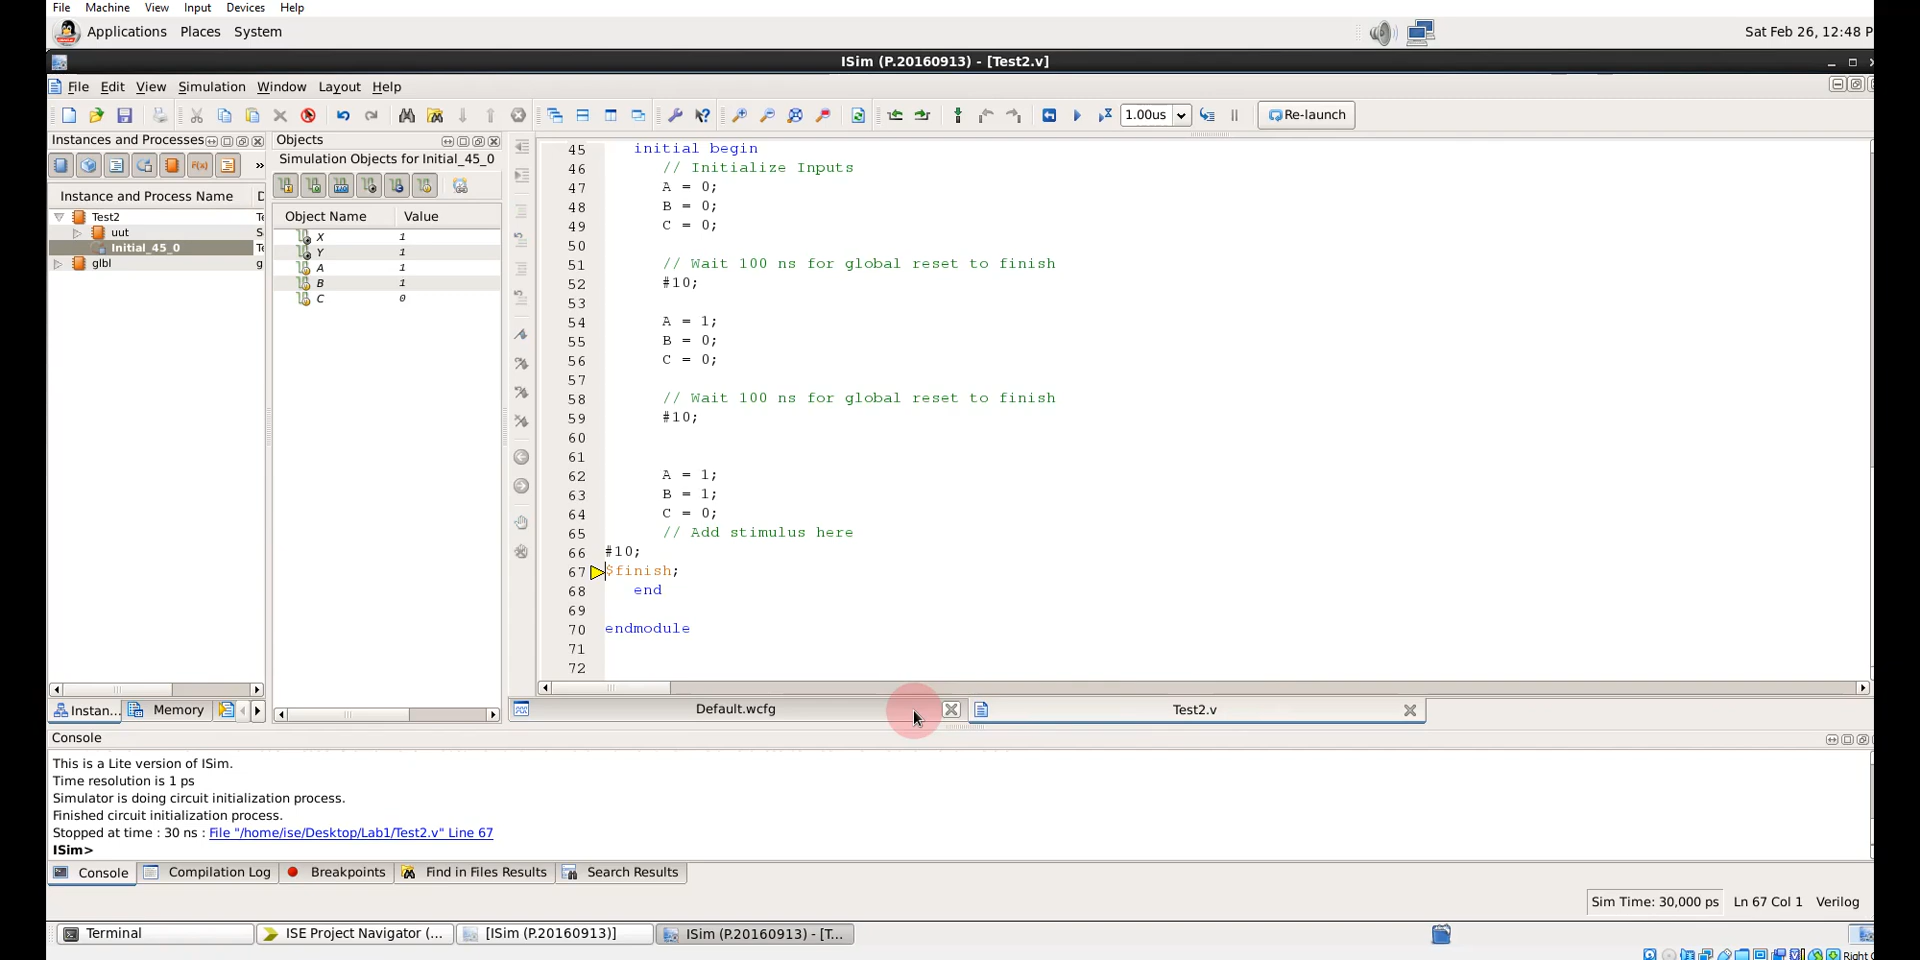 File Machine View Input Devices Help
Applications Places System
Sat Feb 26, 12:48 P
ISim (P.20160913) - [Test2.v]
File Edit View Simulation Window Layout Help
1.00us
Re-launch
Instances and Processes
Instance and Process Name
Test2
uut
Initial_45_0
glbl
g
Objects
Simulation Objects for Initial_45_0
Object Name Value
X 1
Y 1
A 1
B 1
C 0
45 initial begin
46 // Initialize Inputs
47 A = 0;
48 B = 0;
49 C = 0;
50
51 // Wait 100 ns for global reset to finish
52 #10;
53
54 A = 1;
55 B = 0;
56 C = 0;
57
58 // Wait 100 ns for global reset to finish
59 #10;
60
61
62 A = 1;
63 B = 1;
64 C = 0;
65 // Add stimulus here
66 #10;
67 $finish;
68 end
69
70 endmodule
71
72
Instan... Memory
Default.wcfg
Test2.v
Console
This is a Lite version of ISim.
Time resolution is 1 ps
Simulator is doing circuit initialization process.
Finished circuit initialization process.
Stopped at time : 30 ns : File "/home/ise/Desktop/Lab1/Test2.v" Line 67
ISim>
Console Compilation Log Breakpoints Find in Files Results Search Results
Sim Time: 30,000 ps Ln 67 Col 1 Verilog
Terminal ISE Project Navigator (... [ISim (P.20160913)] ISim (P.20160913) - [T...
Right